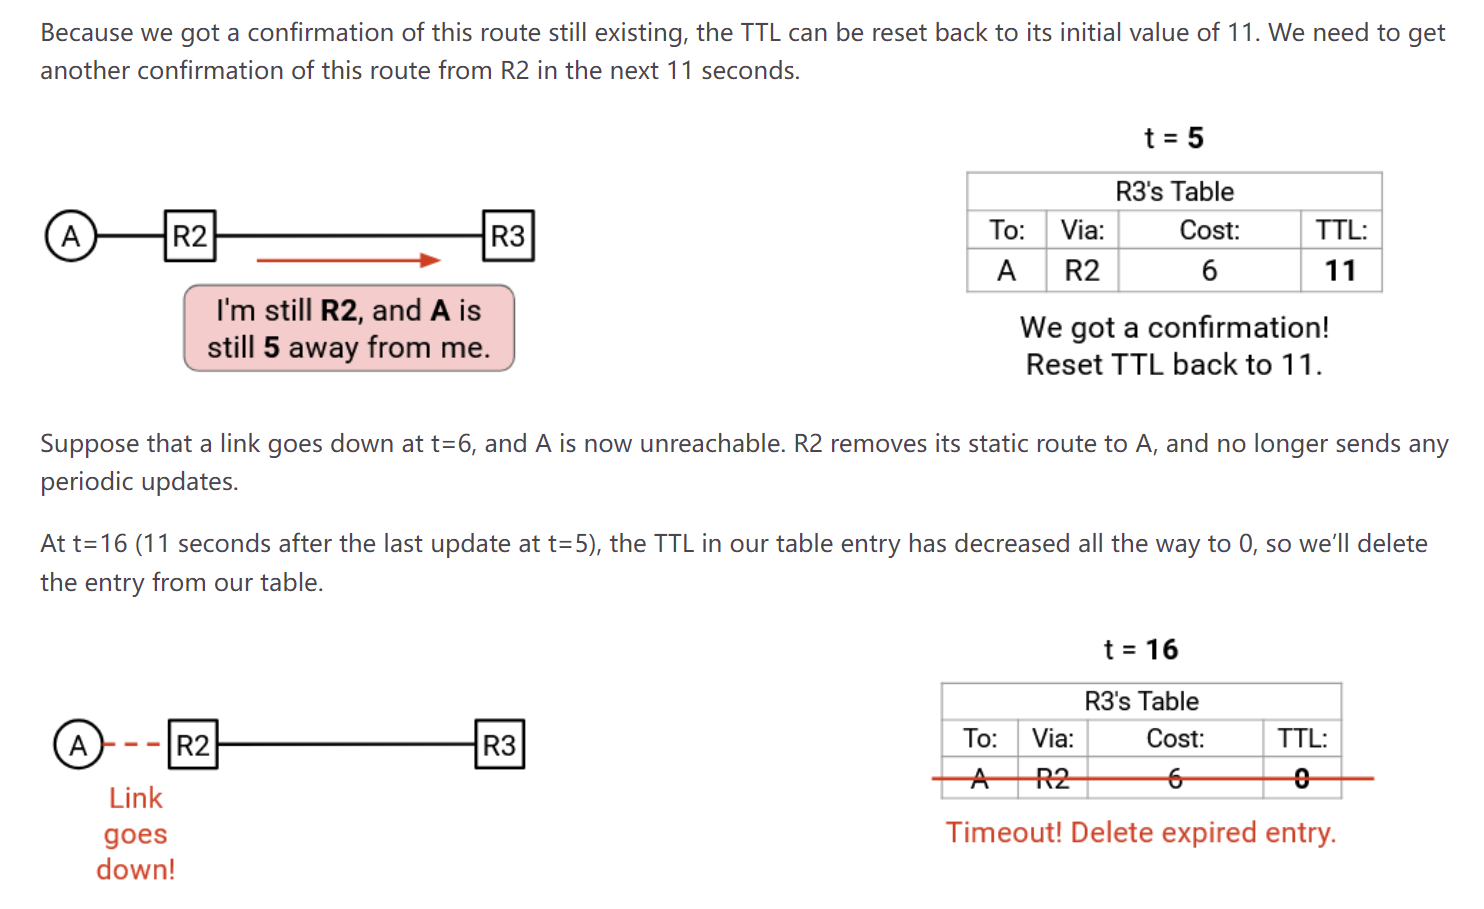 Because we got a confirmation of this route still existing, the TTL can be reset back to its initial value of 11. We need to get
another confirmation of this route from R2 in the next 11 seconds.
t = 5
R3's Table
To: Via: Cost: TTL:
A R2 6 11
We got a confirmation!
Reset TTL back to 11.
A R2 R3
I'm still R2, and A is
still 5 away from me.
Suppose that a link goes down at t=6, and A is now unreachable. R2 removes its static route to A, and no longer sends any
periodic updates.
At t=16 (11 seconds after the last update at t=5), the TTL in our table entry has decreased all the way to 0, so we’ll delete
the entry from our table.
t = 16
R3's Table
To: Via: Cost: TTL:
A R2 6 0
Timeout! Delete expired entry.
A R2 R3
Link
goes
down!